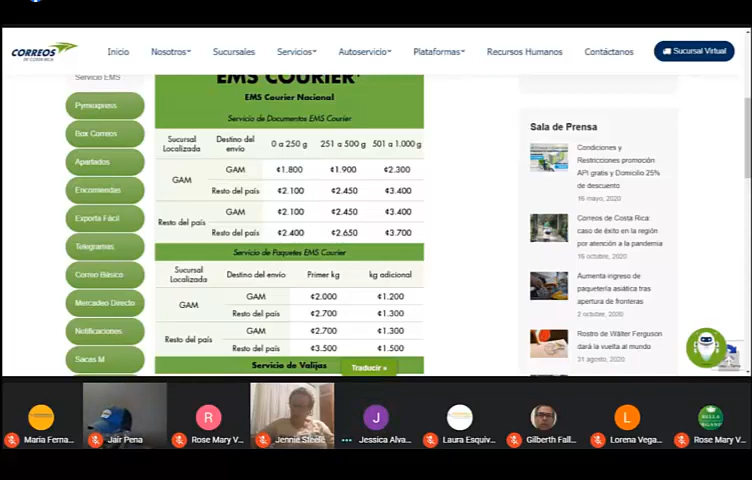 CORREOS
DE COSTA RICA
Inicio
Nosotros
Sucursales
Servicios
Autoservicio
Plataformas
Recursos Humanos
Contáctanos
Sucursal Virtual
Servicio EMS
Pymexpress
Box Correos
Apartados
Encomiendas
Exporta Fácil
Telegramas
Correo Básico
Mercadeo Directo
Notificaciones
Sacas M
EMS COURIER
EMS Courier Nacional
Servicio de Documentos EMS Courier
Sucursal Localizada Destino del envío 0 a 250 g 251 a 500 g 501 a 1.000 g
GAM GAM ¢1.800 ¢1.900 ¢2.300
Resto del país ¢2.100 ¢2.450 ¢3.400
Resto del país GAM ¢2.100 ¢2.450 ¢3.400
Resto del país ¢2.400 ¢2.650 ¢3.700
Servicio de Paquetes EMS Courier
Sucursal Localizada Destino del envío Primer kg kg adicional
GAM GAM ¢2.000 ¢1.200
Resto del país ¢2.700 ¢1.300
Resto del país GAM ¢2.700 ¢1.300
Resto del país ¢3.500 ¢1.500
Servicio de Valijas
Traducir »
Sala de Prensa
Condiciones y
Restricciones promoción
API gratis y Domicilio 25%
de descuento
16 mayo, 2020
Correos de Costa Rica:
caso de éxito en la región
por atención a la pandemia
16 octubre, 2020
Aumenta ingreso de
paquetería asiática tras
apertura de fronteras
2 octubre, 2020
Rostro de Wálter Ferguson
dará la vuelta al mundo
31 agosto, 2020
R
J
L
BELLA
Maria Ferna...
Jair Pena
Rose Mary V...
Jennie Steele
Jessica Alva...
Laura Esquiv...
Gilberth Fall...
Lorena Vega...
Rose Mary V...